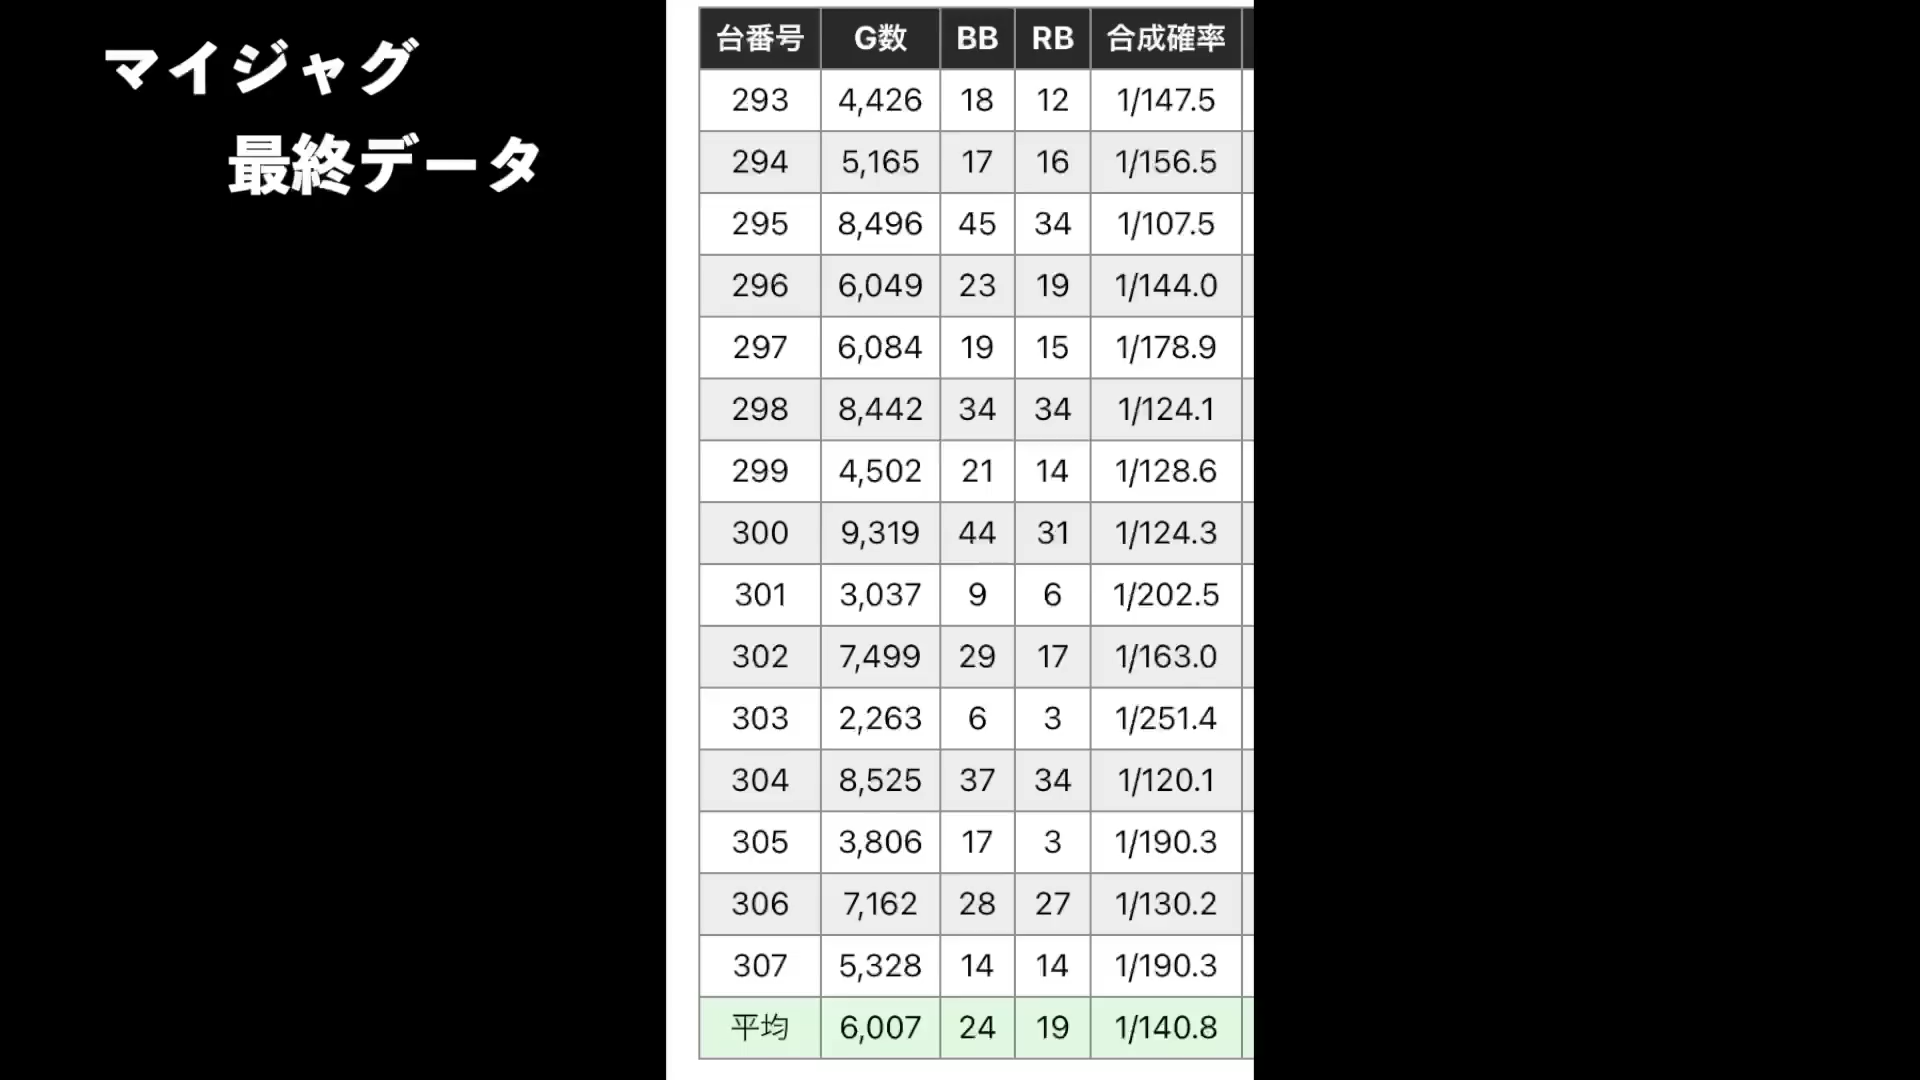 マイジャグ
最終データ
台番号 G数 BB RB 合成確率
293 4,426 18 12 1/147.5
294 5,165 17 16 1/156.5
295 8,496 45 34 1/107.5
296 6,049 23 19 1/144.0
297 6,084 19 15 1/178.9
298 8,442 34 34 1/124.1
299 4,502 21 14 1/128.6
300 9,319 44 31 1/124.3
301 3,037 9 6 1/202.5
302 7,499 29 17 1/163.0
303 2,263 6 3 1/251.4
304 8,525 37 34 1/120.1
305 3,806 17 3 1/190.3
306 7,162 28 27 1/130.2
307 5,328 14 14 1/190.3
平均 6,007 24 19 1/140.8